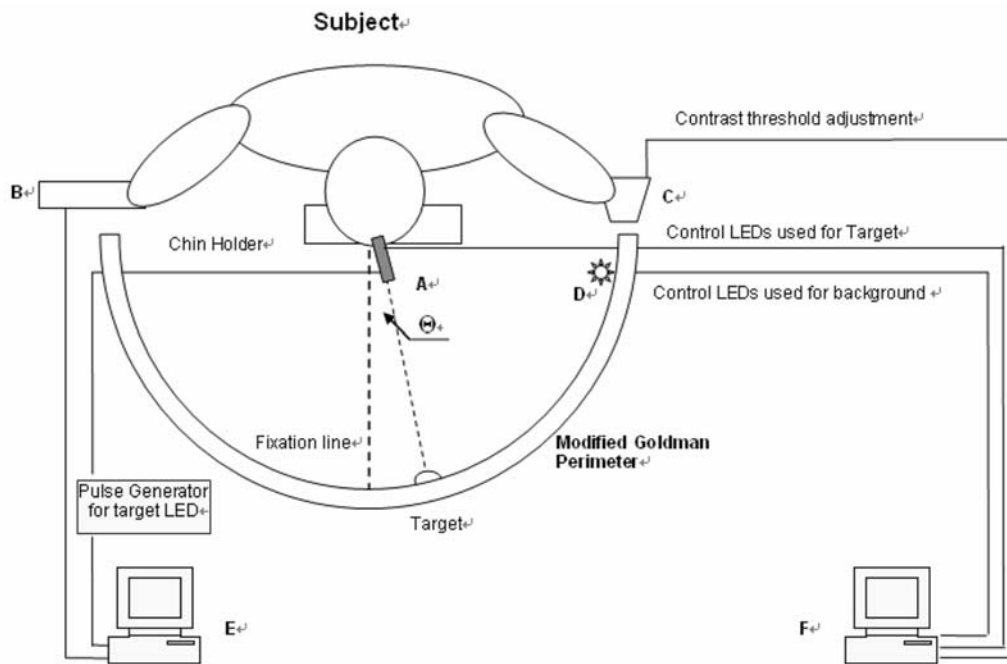 Subject↵
Contrast threshold adjustment↵
B↵
C↵
Chin Holder↵
Control LEDs used for Target↵
A↵
D↵
Control LEDs used for background ↵
Θ↵
Fixation line↵
Modified Goldman
Perimeter↵
Pulse Generator
for target LED↵
Target↵
E↵
F↵